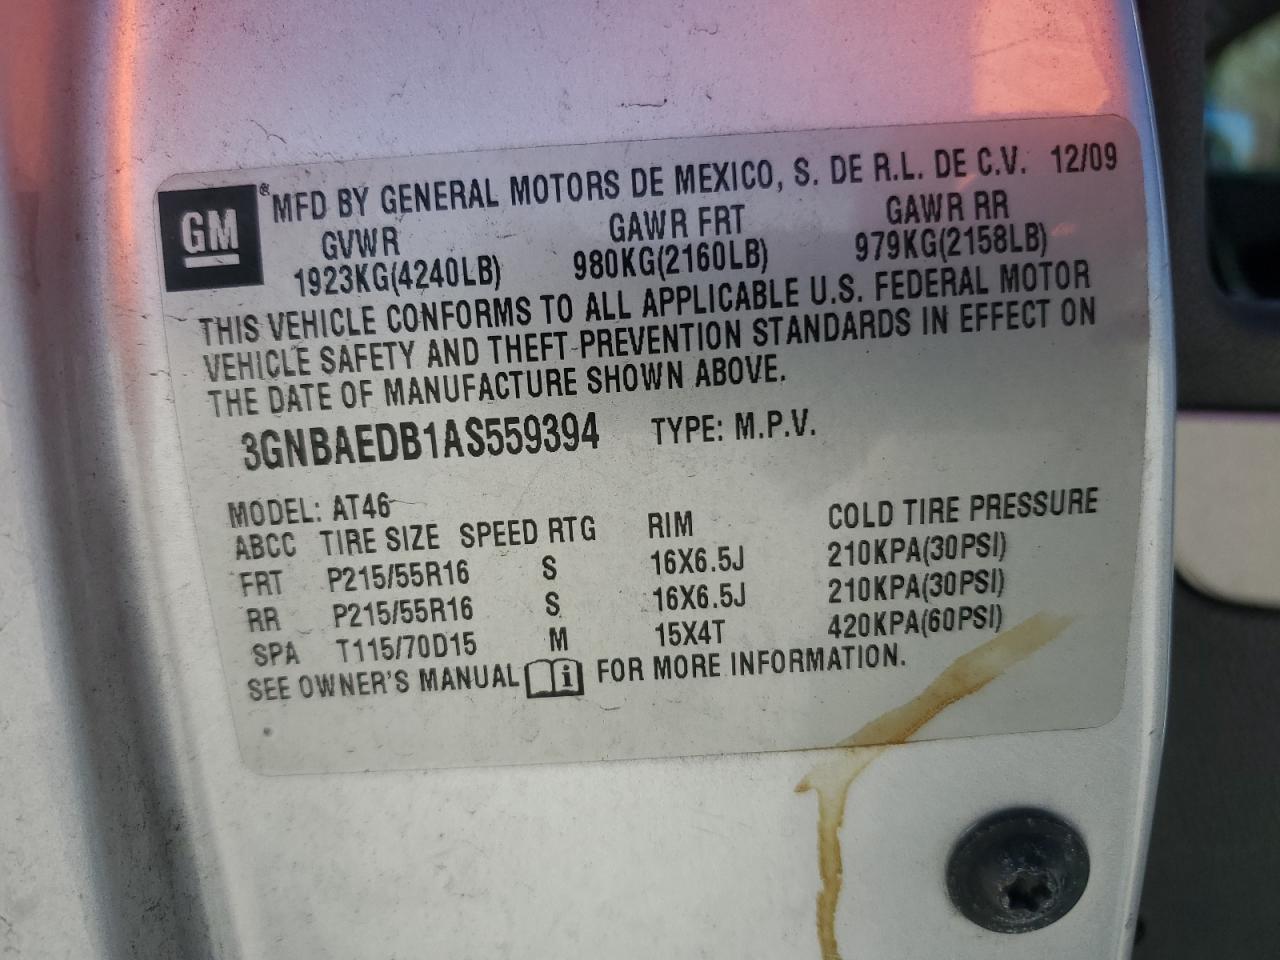 GM ® MFD BY GENERAL MOTORS DE MEXICO, S. DE R.L. DE C.V. 12/09
GVWR GAWR FRT GAWR RR
1923KG(4240LB) 980KG(2160LB) 979KG(2158LB)
THIS VEHICLE CONFORMS TO ALL APPLICABLE U.S. FEDERAL MOTOR
VEHICLE SAFETY AND THEFT PREVENTION STANDARDS IN EFFECT ON
THE DATE OF MANUFACTURE SHOWN ABOVE.
3GNBAEDB1AS559394 TYPE: M.P.V.
MODEL: AT46
ABCC TIRE SIZE SPEED RTG RIM COLD TIRE PRESSURE
FRT P215/55R16 S 16X6.5J 210KPA(30PSI)
RR P215/55R16 S 16X6.5J 210KPA(30PSI)
SPA T115/70D15 M 15X4T 420KPA(60PSI)
SEE OWNER'S MANUAL i FOR MORE INFORMATION.